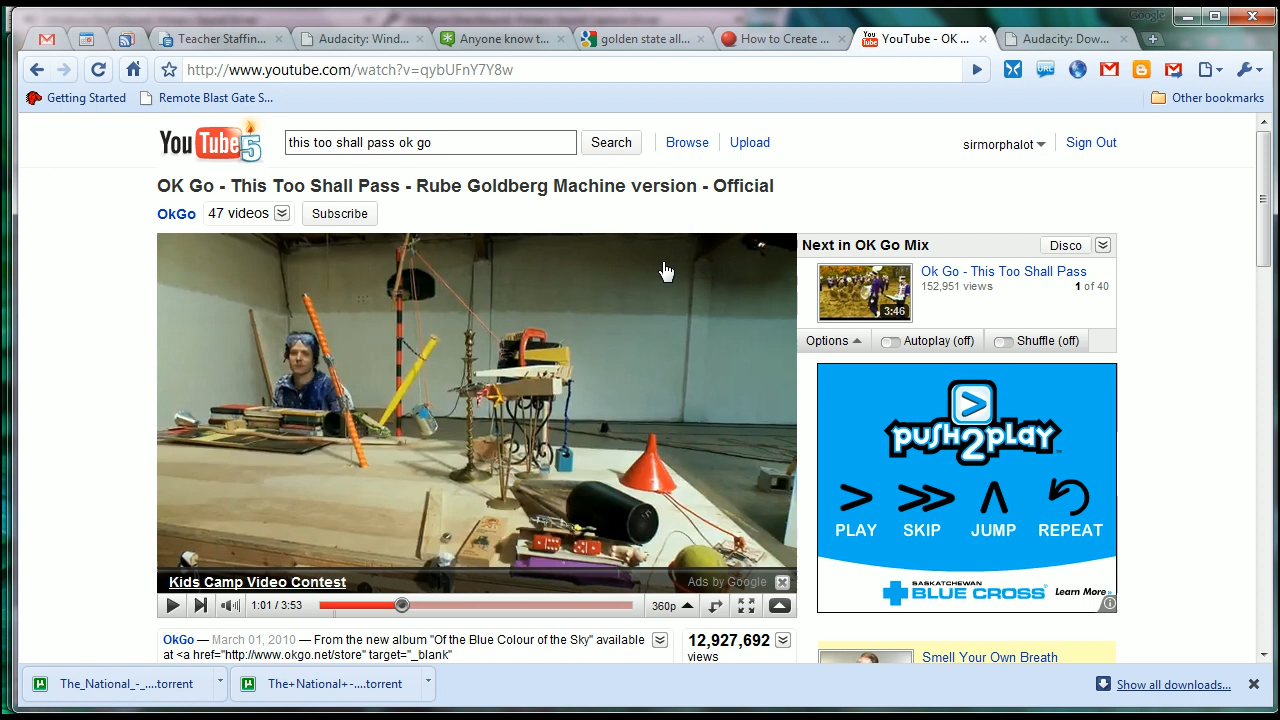 Google
Teacher Staffin...
Audacity: Wind...
Anyone know t...
golden state all...
How to Create ...
YouTube - OK ...
Audacity: Dow...
http://www.youtube.com/watch?v=qybUFnY7Y8w
Getting Started
Remote Blast Gate S...
Other bookmarks
YouTube 5
this too shall pass ok go
Search
Browse
Upload
sirmorphalot
Sign Out
OK Go - This Too Shall Pass - Rube Goldberg Machine version - Official
OkGo
47 videos
Subscribe
Next in OK Go Mix
Disco
Ok Go - This Too Shall Pass
152,951 views
1 of 40
3:46
Options
Autoplay (off)
Shuffle (off)
push2play
PLAY
SKIP
JUMP
REPEAT
SASKATCHEWAN
BLUE CROSS
Learn More
Kids Camp Video Contest
Ads by Google
1:01 / 3:53
360p
OkGo — March 01, 2010 — From the new album "Of the Blue Colour of the Sky" available
at <a href="http://www.okgo.net/store" target="_blank"
12,927,692
views
Smell Your Own Breath
The_National_-_....torrent
The+National+-....torrent
Show all downloads...